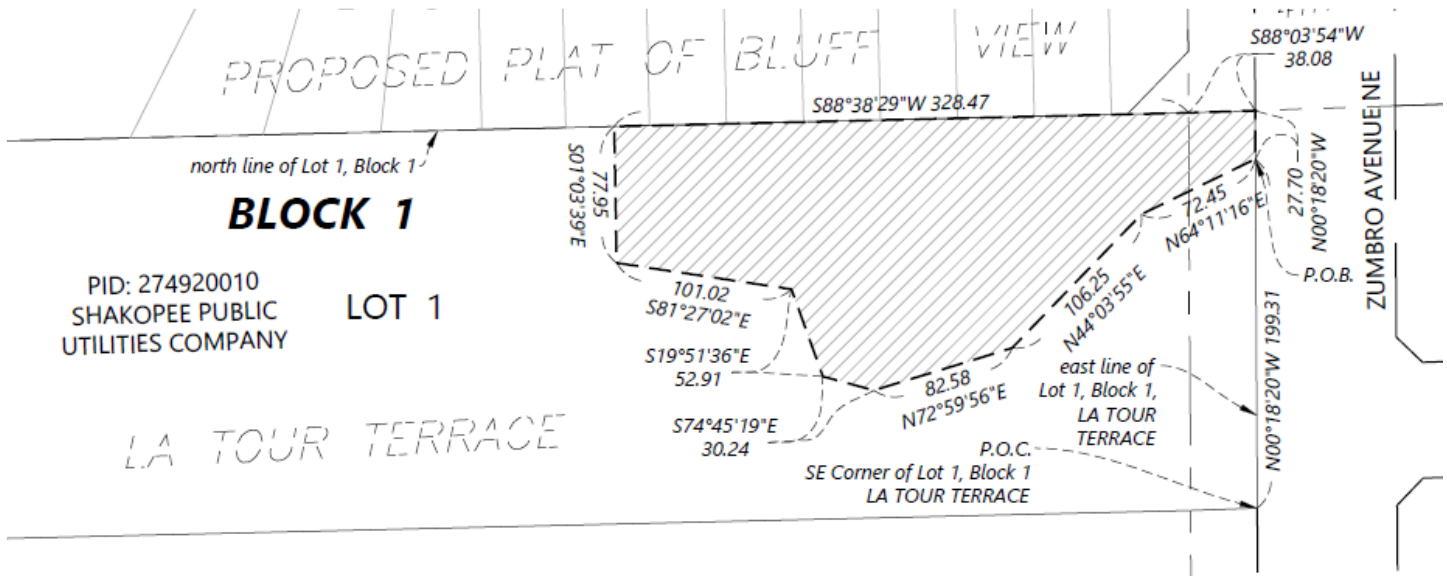 PROPOSED PLAT OF BLUFF VIEW
S88°03'54"W
38.08
S88°38'29"W 328.47
north line of Lot 1, Block 1
BLOCK 1
PID: 274920010
SHAKOPEE PUBLIC
UTILITIES COMPANY
LOT 1
LA TOUR TERRACE
S01°03'39"E
77.95
101.02
S81°27'02"E
S19°51'36"E
52.91
S74°45'19"E
30.24
82.58
N72°59'56"E
106.25
N44°03'55"E
72.45
N64°11'16"E
27.70
N00°18'20"W
P.O.B.
ZUMBRO AVENUE NE
east line of
Lot 1, Block 1,
LA TOUR
TERRACE
N00°18'20"W 199.31
P.O.C.
SE Corner of Lot 1, Block 1
LA TOUR TERRACE